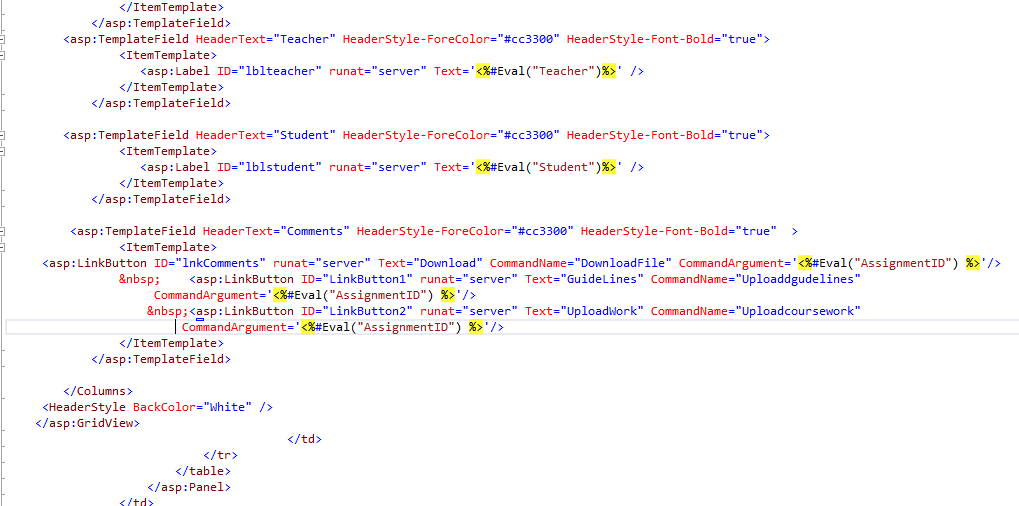 </ItemTemplate>
</asp:TemplateField>
<asp:TemplateField HeaderText="Teacher" HeaderStyle-ForeColor="#cc3300" HeaderStyle-Font-Bold="true">
<ItemTemplate>
<asp:Label ID="lblteacher" runat="server" Text='<%#Eval("Teacher")%>' />
</ItemTemplate>
</asp:TemplateField>
<asp:TemplateField HeaderText="Student" HeaderStyle-ForeColor="#cc3300" HeaderStyle-Font-Bold="true">
<ItemTemplate>
<asp:Label ID="lblstudent" runat="server" Text='<%#Eval("Student")%>' />
</ItemTemplate>
</asp:TemplateField>
<asp:TemplateField HeaderText="Comments" HeaderStyle-ForeColor="#cc3300" HeaderStyle-Font-Bold="true"  >
<ItemTemplate>
<asp:LinkButton ID="lnkComments" runat="server" Text="Download" CommandName="DownloadFile" CommandArgument='<%#Eval("AssignmentID") %>'/>
&nbsp;    <asp:LinkButton ID="LinkButton1" runat="server" Text="GuideLines" CommandName="Uploaddgudelines"
CommandArgument='<%#Eval("AssignmentID") %>'/>
&nbsp;<asp:LinkButton ID="LinkButton2" runat="server" Text="UploadWork" CommandName="Uploadcoursework"
CommandArgument='<%#Eval("AssignmentID") %>'/>
</ItemTemplate>
</asp:TemplateField>
</Columns>
<HeaderStyle BackColor="White" />
</asp:GridView>
</td>
</tr>
</table>
</asp:Panel>
</td>